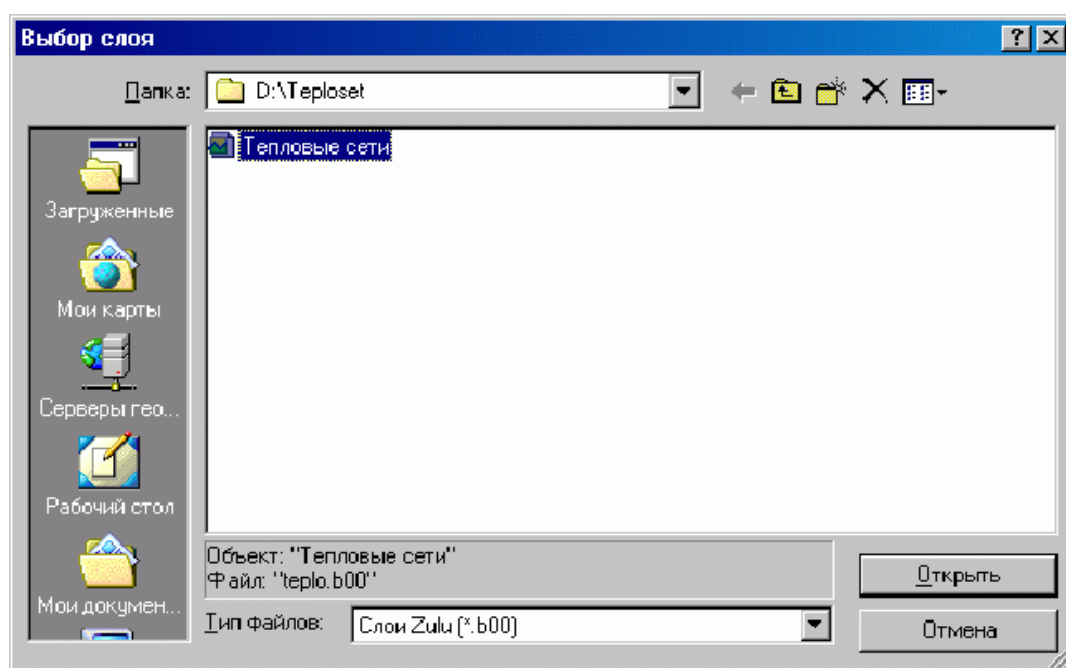 Выбор слоя
Папка: D:\Teploset
Тепловые сети
Загруженные
Мои карты
Серверы гео...
Рабочий стол
Мои докумен...
Объект: "Тепловые сети"
Файл: "teplo.b00"
Открыть
Тип файлов: Слои Zulu (*.b00)
Отмена